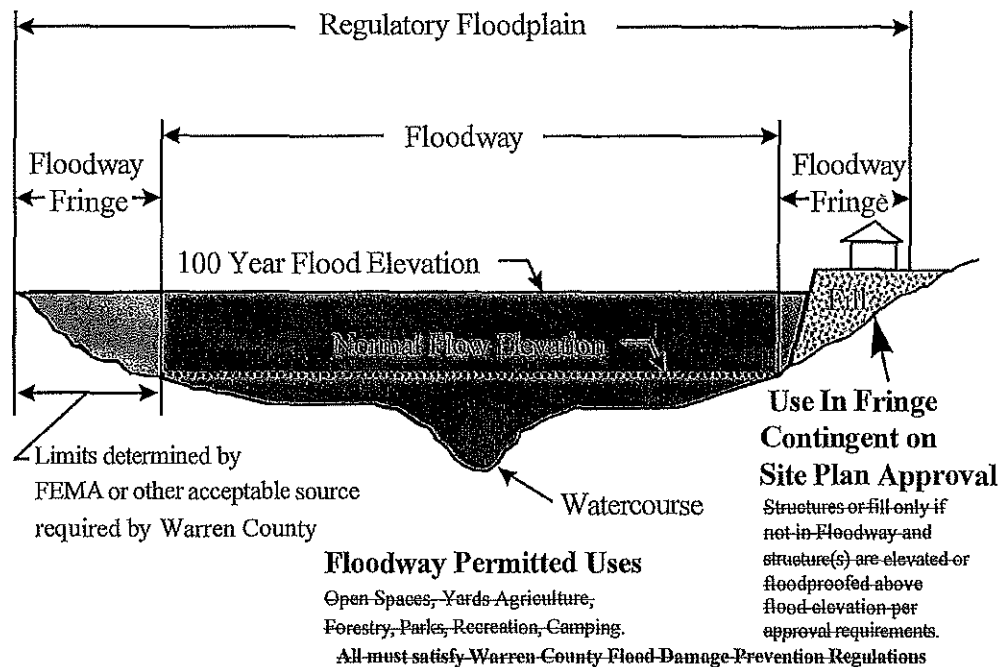 Regulatory Floodplain
Floodway
Floodway
Fringe
Floodway
Fringe
100 Year Flood Elevation
Fill
Normal Flow Elevation
Use In Fringe
Contingent on
Site Plan Approval
Structures or fill only if
not in Floodway and
structure(s) are elevated or
floodproofed above
flood elevation per
approval requirements.
Limits determined by
FEMA or other acceptable source
required by Warren County
Watercourse
Floodway Permitted Uses
Open Spaces, Yards Agriculture,
Forestry, Parks, Recreation, Camping.
All must satisfy Warren County Flood Damage Prevention Regulations